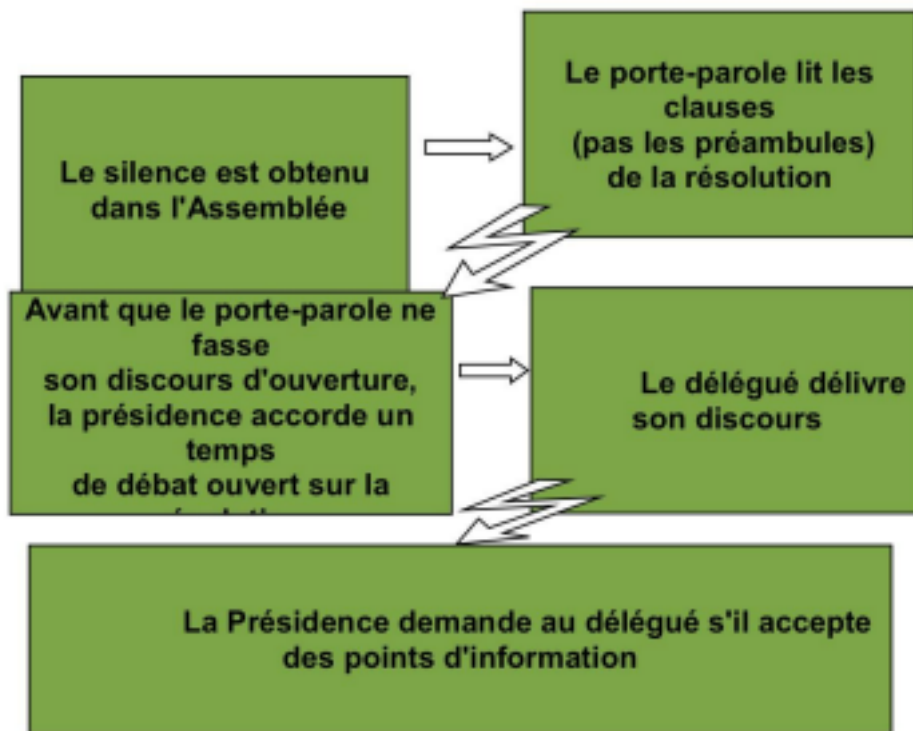 Le silence est obtenu
dans l'Assemblée
Le porte-parole lit les
clauses
(pas les préambules)
de la résolution
Avant que le porte-parole ne
fasse
son discours d'ouverture,
la présidence accorde un
temps
de débat ouvert sur la
Le délégué délivre
son discours
La Présidence demande au délégué s'il accepte
des points d'information